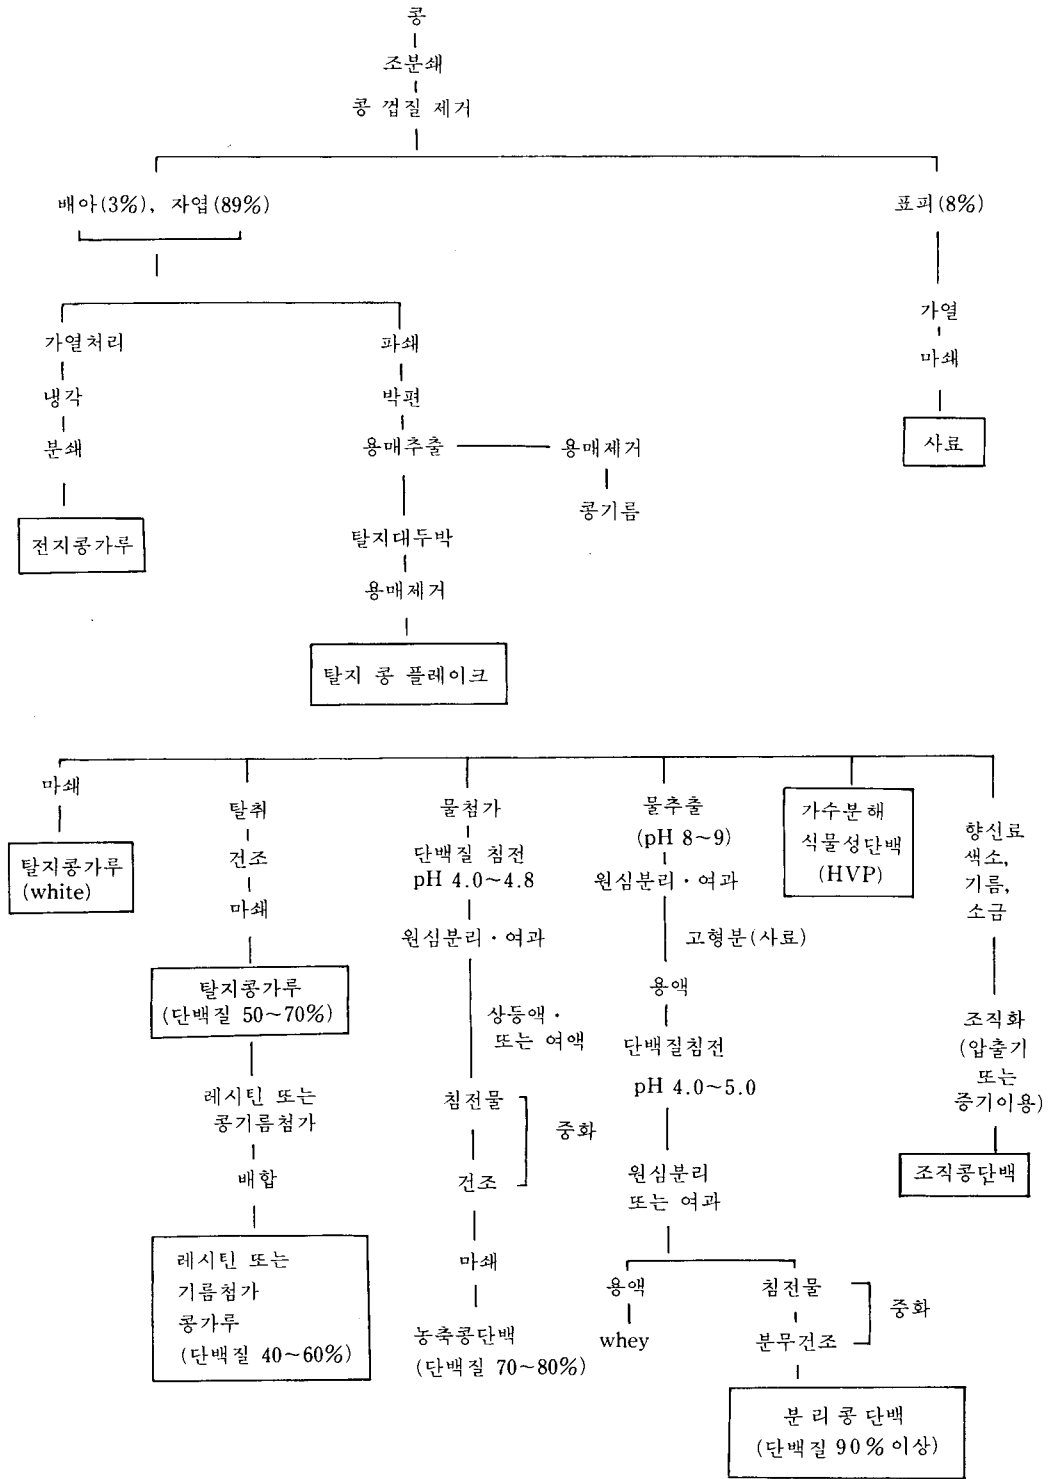 콩
조분쇄
콩 껍질 제거
배아(3%), 자엽(89%)
표피(8%)
가열처리
냉각
분쇄
전지콩가루
파쇄
박편
용매추출
용매제거
콩기름
탈지대두박
용매제거
탈지 콩 플레이크
가열
마쇄
사료
마쇄
탈지콩가루
(white)
탈취
건조
마쇄
탈지콩가루
(단백질 50~70%)
레시틴 또는
콩기름첨가
배합
레시틴 또는
기름첨가
콩가루
(단백질 40~60%)
물첨가
단백질 침전
pH 4.0~4.8
원심분리·여과
상등액·
또는 여액
침전물
중화
건조
마쇄
농축콩단백
(단백질 70~80%)
물추출
(pH 8~9)
원심분리·여과
고형분(사료)
용액
단백질침전
pH 4.0~5.0
원심분리
또는 여과
용액
whey
침전물
중화
분무건조
분리콩단백
(단백질 90%이상)
가수분해
식물성단백
(HVP)
향신료
색소,
기름,
소금
조직화
(압출기
또는
증기이용)
조직콩단백